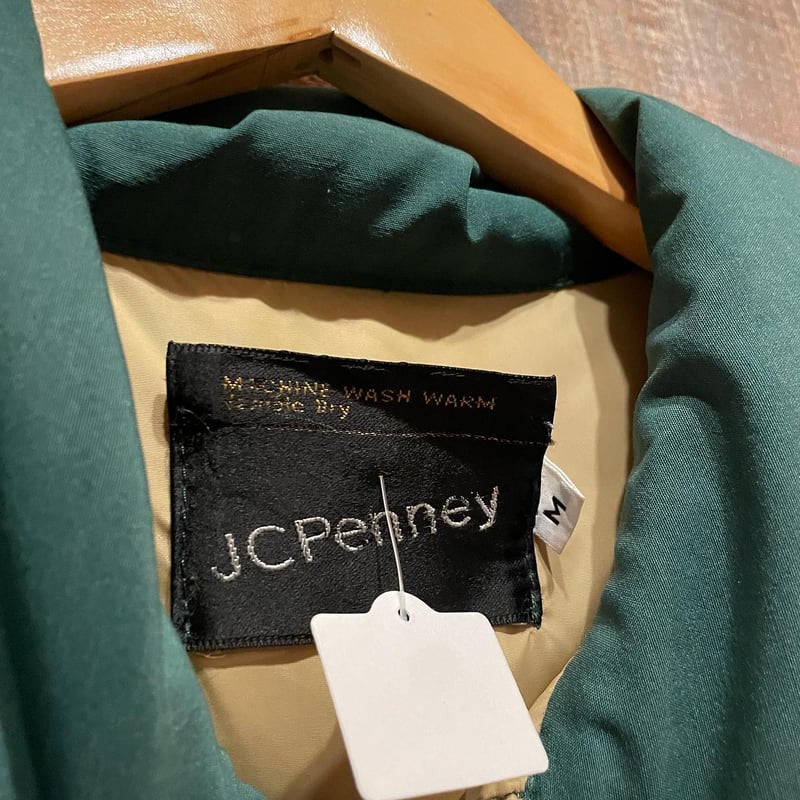 MACHINE WASH WARM
Tumble Dry
JCPenney
M